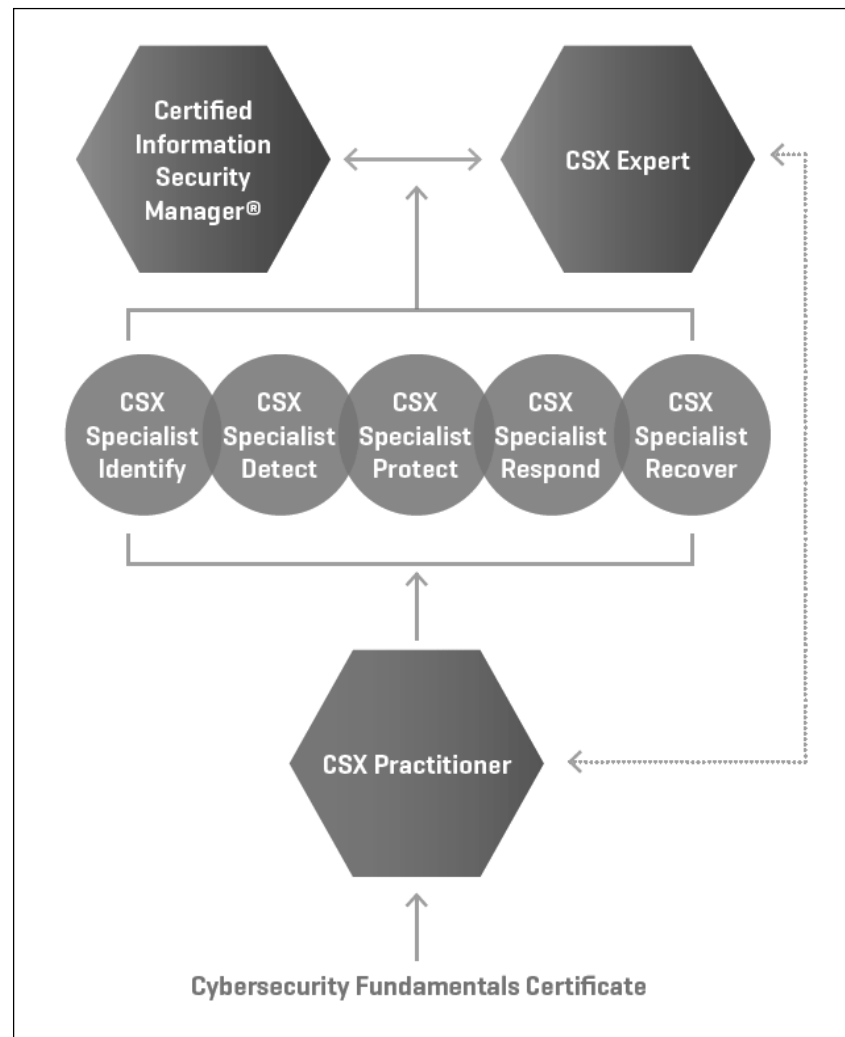 Certified
Information
Security
Manager®
CSX Expert
CSX
Specialist
Identify
CSX
Specialist
Detect
CSX
Specialist
Protect
CSX
Specialist
Respond
CSX
Specialist
Recover
CSX Practitioner
Cybersecurity Fundamentals Certificate